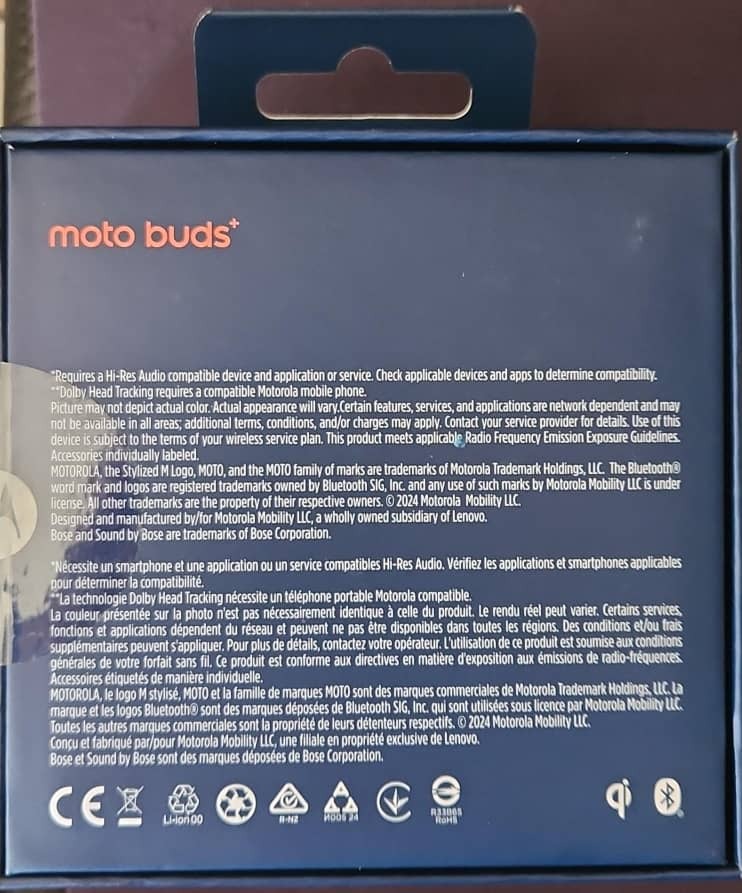 moto buds+
*Requires a Hi-Res Audio compatible device and application or service. Check applicable devices and apps to determine compatibility.
**Dolby Head Tracking requires a compatible Motorola mobile phone.
Picture may not depict actual color. Actual appearance will vary.Certain features, services, and applications are network dependent and may
not be available in all areas; additional terms, conditions, and/or charges may apply. Contact your service provider for details. Use of this
device is subject to the terms of your wireless service plan. This product meets applicable Radio Frequency Emission Exposure Guidelines.
Accessories individually labeled.
MOTOROLA, the Stylized M Logo, MOTO, and the MOTO family of marks are trademarks of Motorola Trademark Holdings, LLC. The Bluetooth®
word mark and logos are registered trademarks owned by Bluetooth SIG, Inc. and any use of such marks by Motorola Mobility LLC is under
license. All other trademarks are the property of their respective owners. © 2024 Motorola Mobility LLC.
Designed and manufactured by/for Motorola Mobility LLC, a wholly owned subsidiary of Lenovo.
Bose and Sound by Bose are trademarks of Bose Corporation.
*Nécessite un smartphone et une application ou un service compatibles Hi-Res Audio. Vérifiez les applications et smartphones applicables
pour déterminer la compatibilité.
**La technologie Dolby Head Tracking nécessite un téléphone portable Motorola compatible.
La couleur présentée sur la photo n'est pas nécessairement identique à celle du produit. Le rendu réel peut varier. Certains services,
fonctions et applications dépendent du réseau et peuvent ne pas être disponibles dans toutes les régions. Des conditions et/ou frais
supplémentaires peuvent s'appliquer. Pour plus de détails, contactez votre opérateur. L'utilisation de ce produit est soumise aux conditions
générales de votre forfait sans fil. Ce produit est conforme aux directives en matière d'exposition aux émissions de radio-fréquences.
Accessoires étiquetés de manière individuelle.
MOTOROLA, le logo M stylisé, MOTO et la famille de marques MOTO sont des marques commerciales de Motorola Trademark Holdings, LLC. La
marque et les logos Bluetooth® sont des marques déposées de Bluetooth SIG, Inc. qui sont utilisées sous licence par Motorola Mobility LLC.
Toutes les autres marques commerciales sont la propriété de leurs détenteurs respectifs. © 2024 Motorola Mobility LLC.
Conçu et fabriqué par/pour Motorola Mobility LLC, une filiale en propriété exclusive de Lenovo.
Bose et Sound by Bose sont des marques déposées de Bose Corporation.
CE Li-ion 00 R-NZ И005 24 R33B65 qi
RoHS